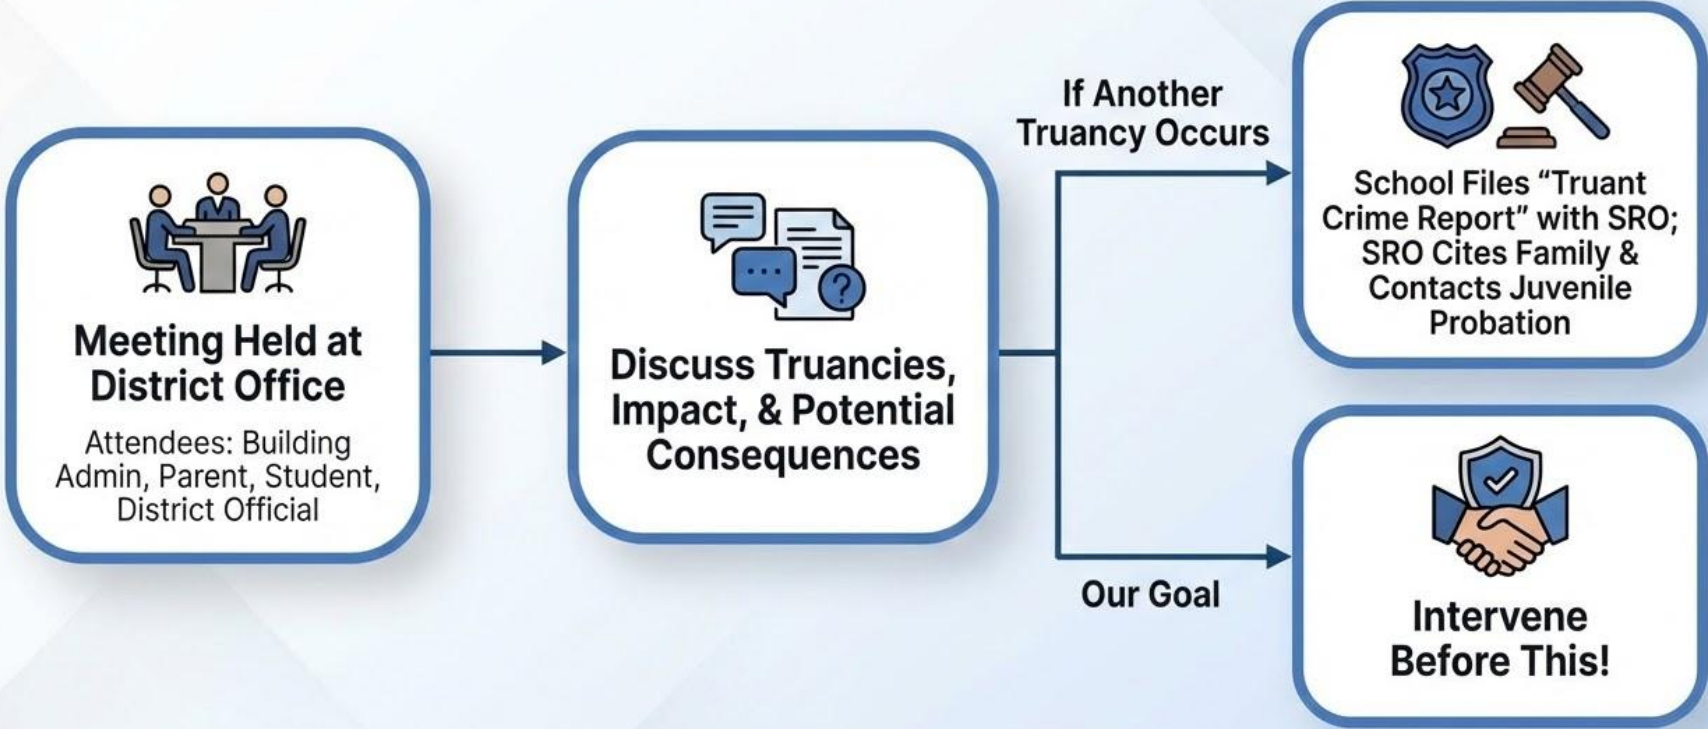 Meeting Held at
District Office
Attendees: Building
Admin, Parent, Student,
District Official
Discuss Truancies,
Impact, & Potential
Consequences
If Another
Truancy Occurs
School Files “Truant
Crime Report” with SRO;
SRO Cites Family &
Contacts Juvenile
Probation
Our Goal
Intervene
Before This!